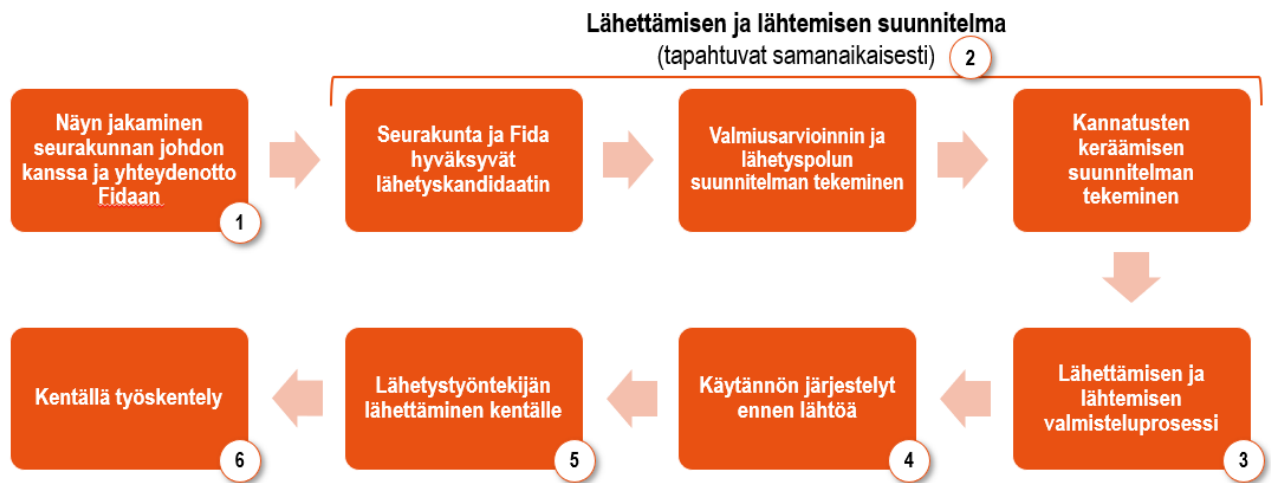 Lähettämisen ja lähtemisen suunnitelma
(tapahtuvat samanaikaisesti)
2
Näyn jakaminen
seurakunnan johdon
kanssa ja yhteydenotto
Fidaan
1
Seurakunta ja Fida
hyväksyvät
lähetyskandidaatin
Valmiusarvioinnin ja
lähetyspolun
suunnitelman tekeminen
Kannatusten
keräämisen
suunnitelman
tekeminen
Lähettämisen ja
lähtemisen
valmisteluprosessi
3
Käytännön järjestelyt
ennen lähtöä
4
Lähetystyöntekijän
lähettäminen kentälle
5
Kentällä työskentely
6